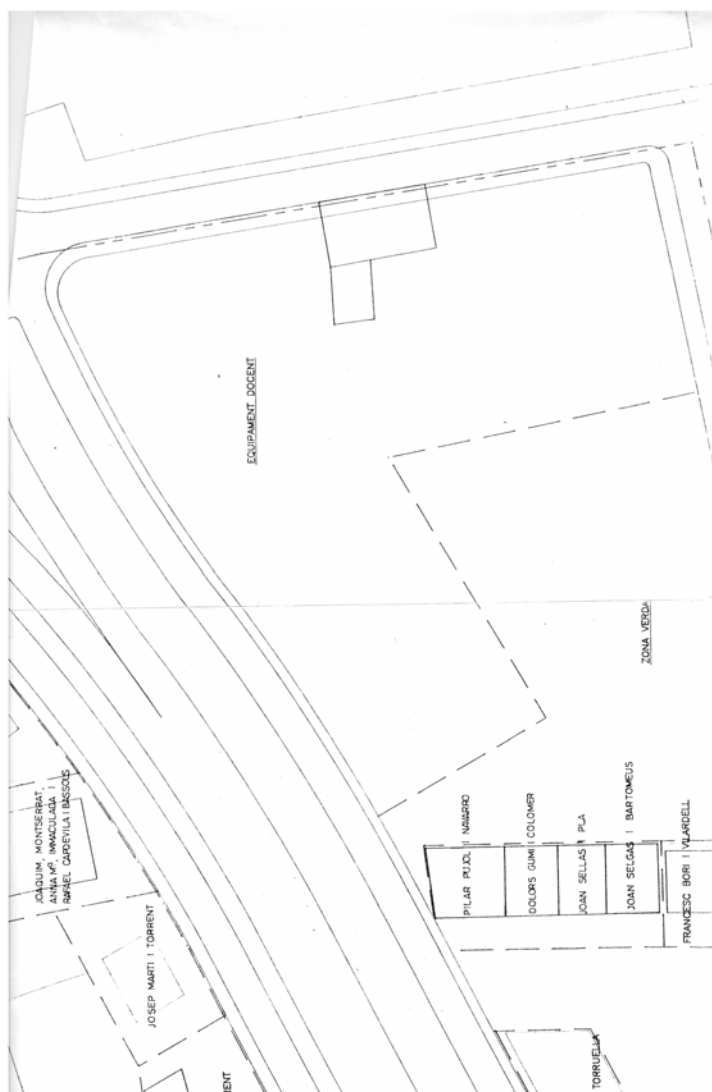 EQUIPAMENT DOCENT
ZONA VERDA
JOAQUIM, MONTSERRAT,
ANNA Mª, IMMACULADA I
RAFAEL CAPDEVILA I BASSOLS
JOSEP MARTI I TORRENT
PILAR PUJOL I NAVARRO
DOLORS GUMI I COLOMER
JOAN SELLAS I PLA
JOAN SELGAS I BARTOMEUS
FRANCESC BORI I VILARDELL
TORRUELLA
RENT